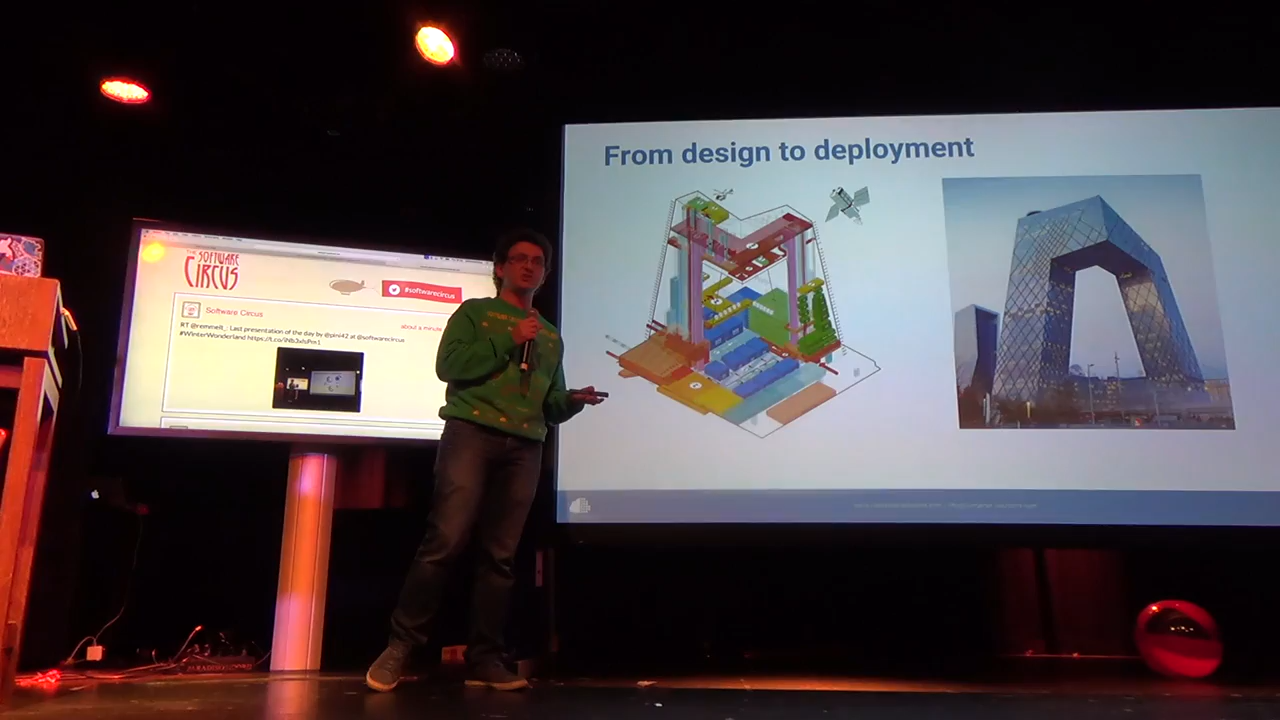 From design to deployment
THE SOFTWARE
CIRCUS
#softwarecircus
Software Circus
about a minute
RT @remmelt_: Last presentation of the day by @pini42 at @softwarecircus
#WinterWonderland